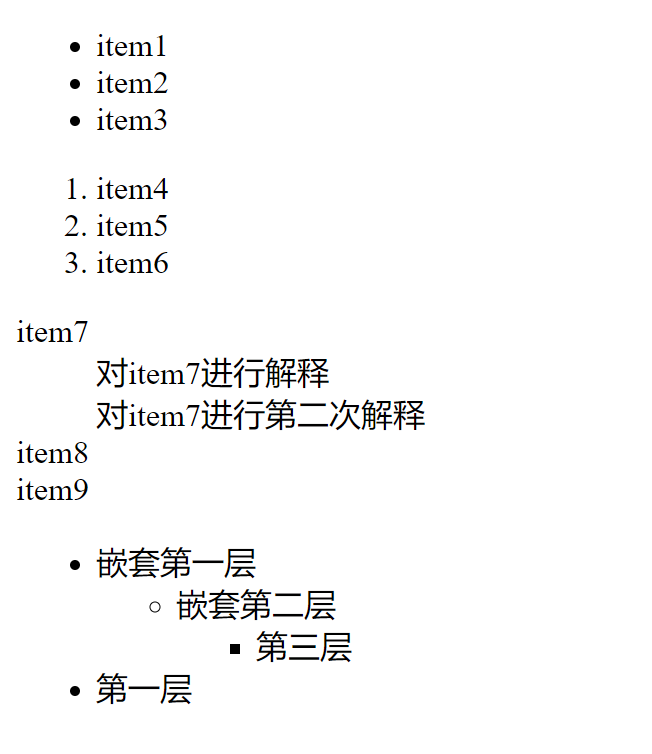 • item1
• item2
• item3
1. item4
2. item5
3. item6
item7
对item7进行解释
对item7进行第二次解释
item8
item9
• 嵌套第一层
◦ 嵌套第二层
▪ 第三层
• 第一层